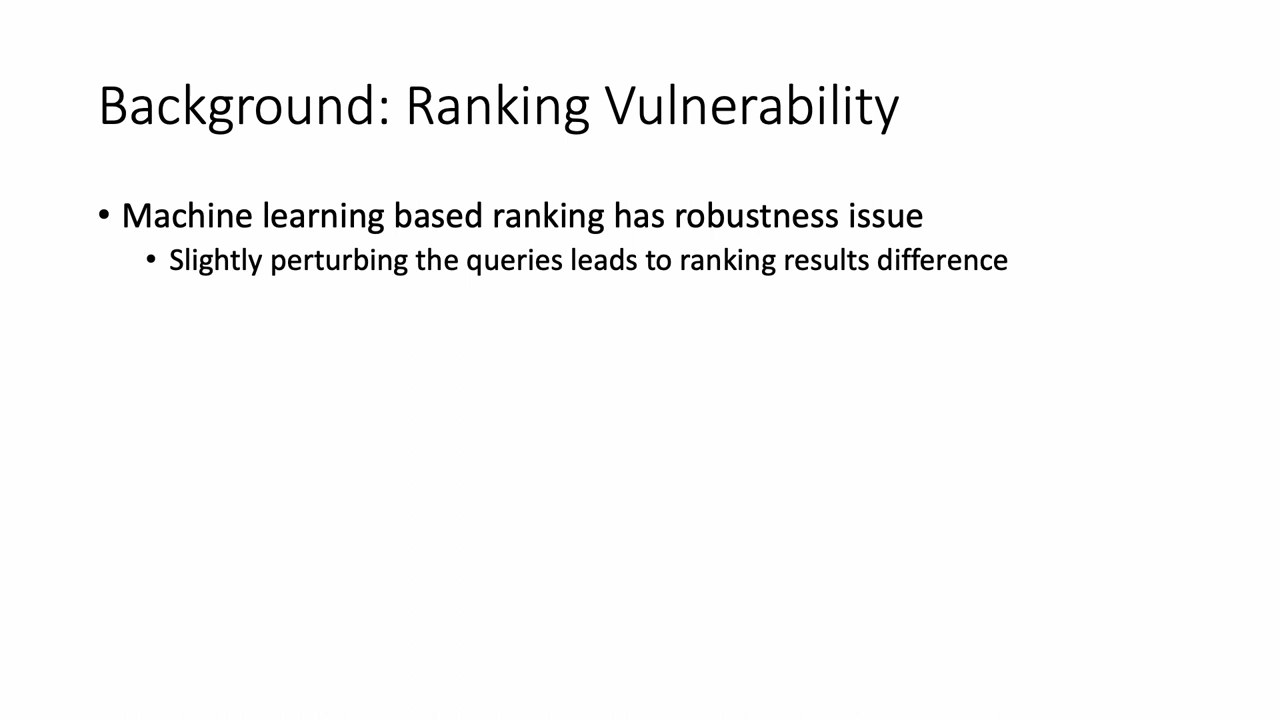 Background: Ranking Vulnerability
• Machine learning based ranking has robustness issue
• Slightly perturbing the queries leads to ranking results difference